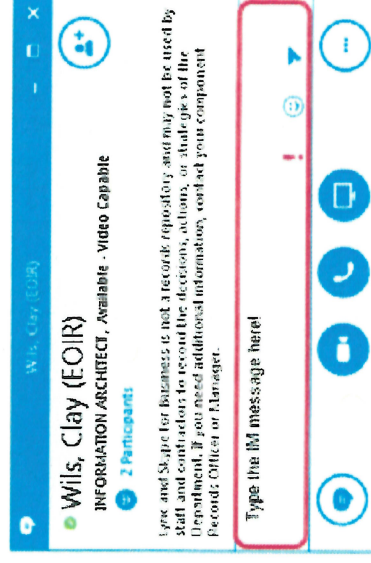 Wils, Clay (EOIR)
Wils, Clay (EOIR)
INFORMATION ARCHITECT, Available - Video Capable
2 Participants
Lync and Skype for Business is not a records repository and may not be used by
staff and contractors to record the decisions, actions, or strategies of the
Department. If you need additional information, contact your component
Records Officer or Manager.
Type the IM message here!